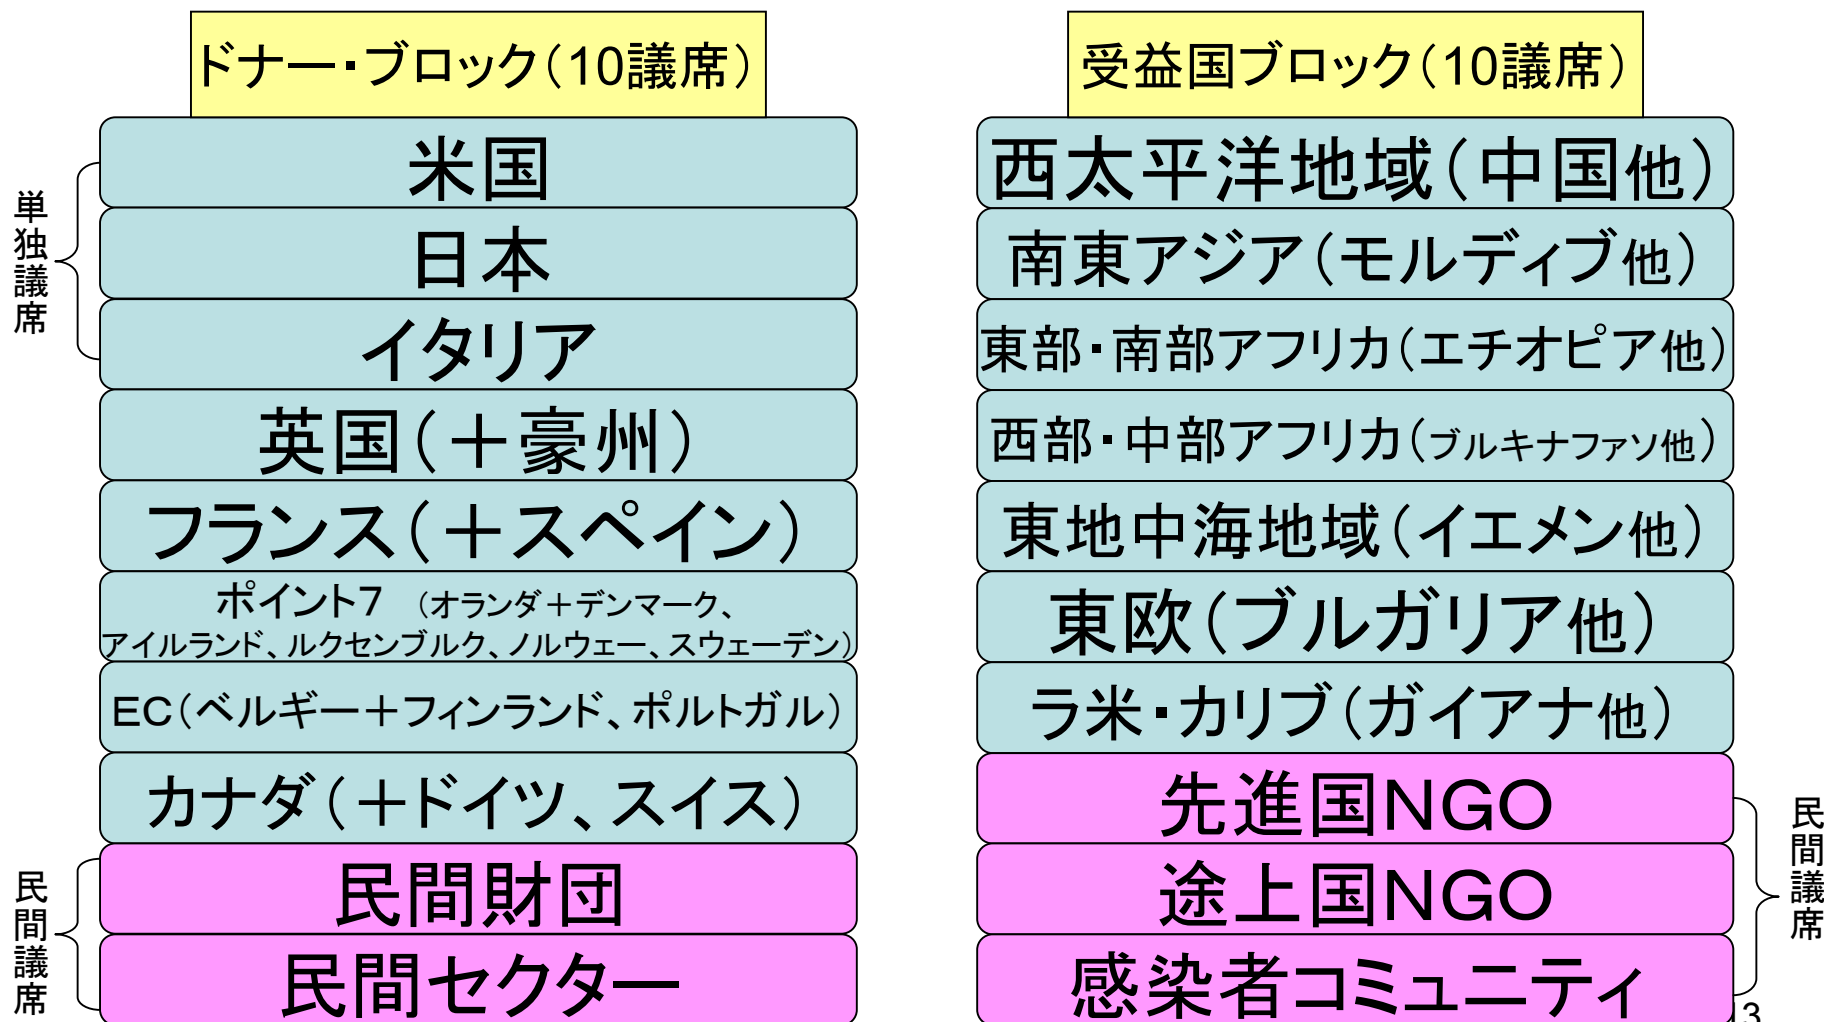 ドナー・ブロック（10議席）
単独議席
米国
日本
イタリア
英国（＋豪州）
フランス（＋スペイン）
ポイント7 （オランダ＋デンマーク、
アイルランド、ルクセンブルク、ノルウェー、スウェーデン）
EC（ベルギー＋フィンランド、ポルトガル）
カナダ（＋ドイツ、スイス）
民間議席
民間財団
民間セクター
受益国ブロック（10議席）
西太平洋地域（中国他）
南東アジア（モルディブ他）
東部・南部アフリカ（エチオピア他）
西部・中部アフリカ（ブルキナファソ他）
東地中海地域（イエメン他）
東欧（ブルガリア他）
ラ米・カリブ（ガイアナ他）
先進国NGO
途上国NGO
感染者コミュニティ
民間議席
13